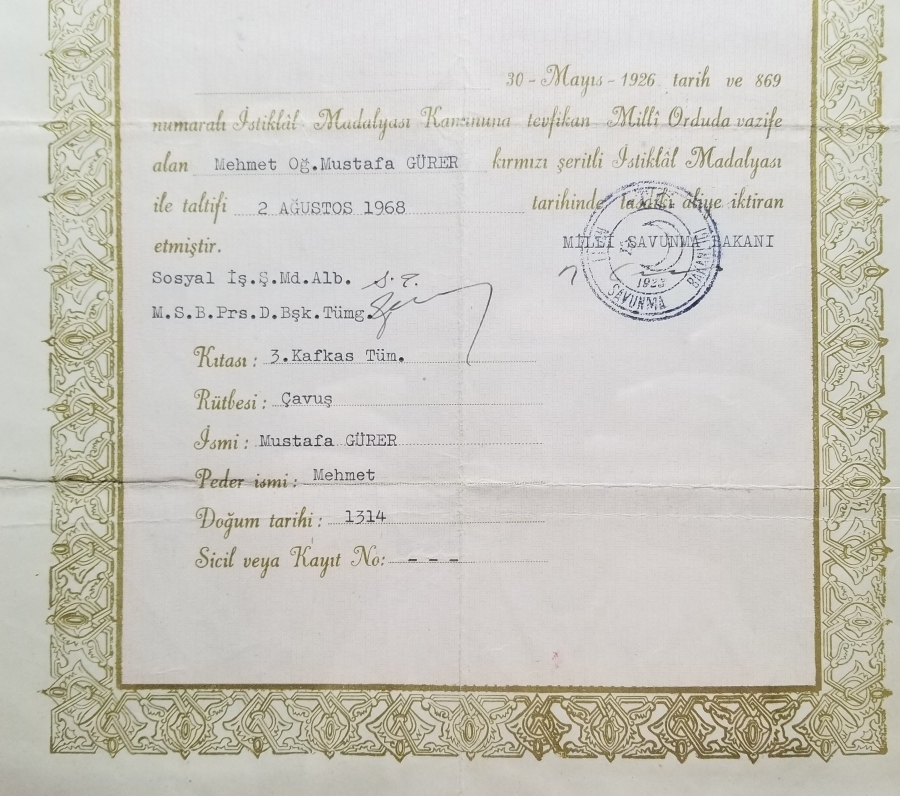 30 - Mayıs - 1926 tarih ve 869
numaralı İstiklâl Madalyası Kanununa tevfikan Millî Orduda vazife
alan Mehmet Oğ.Mustafa GÜRER kırmızı şeritli İstiklâl Madalyası
ile taltifi 2 AĞUSTOS 1968 tarihinde tasdikı aliye iktiran
etmiştir. MİLLİ SAVUNMA BAKANI
Sosyal İş.Ş.Md.Alb.
M.S.B.Prs.D.Bşk.Tümg.
1923
SAVUNMA
Kıtası : 3.Kafkas Tüm.
Rütbesi : Çavuş
İsmi : Mustafa GÜRER
Peder ismi : Mehmet
Doğum tarihi : 1314
Sicil veya Kayıt No: - - -